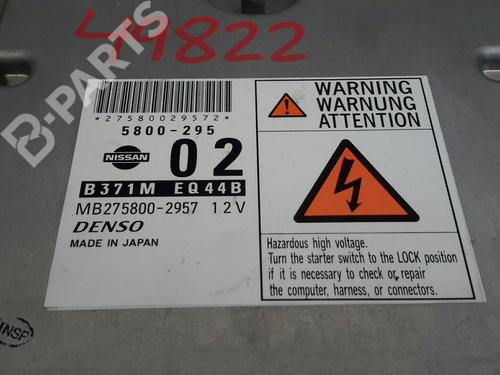 49822
B-PARTS
*27580029572*
5800-295
NISSAN
02
B371M EQ44B
MB275800-2957 12V
DENSO
MADE IN JAPAN
WARNING
WARNUNG
ATTENTION
Hazardous high voltage.
Turn the starter switch to the LOCK position
if it is necessary to check or repair
the computer, harness, or connectors.
INSP